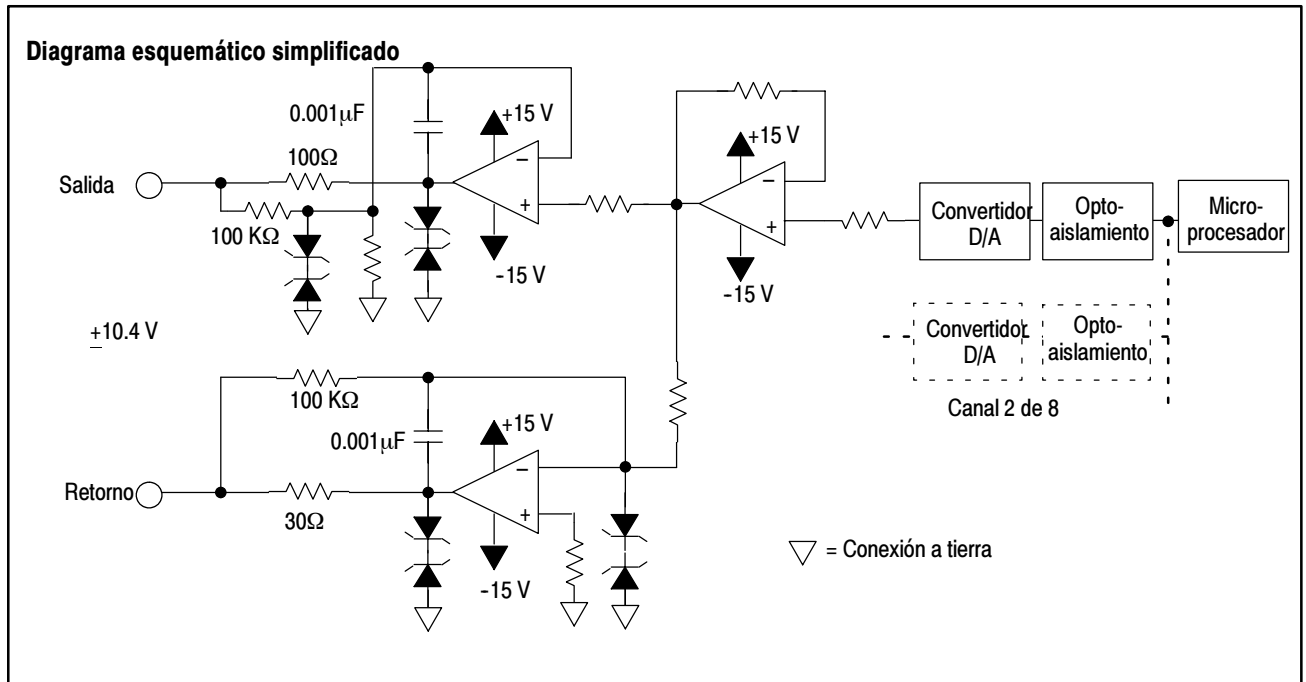 Diagrama esquemático simplificado
0.001µF
+15 V
+15 V
100Ω
−
−
Salida
+
+
100 KΩ
-15 V
-15 V
Convertidor
D/A
Opto-
aislamiento
Micro-
procesador
+10.4 V
Convertidor
D/A
Opto-
aislamiento
Canal 2 de 8
100 KΩ
0.001µF
+15 V
−
Retorno
+
30Ω
-15 V
= Conexión a tierra